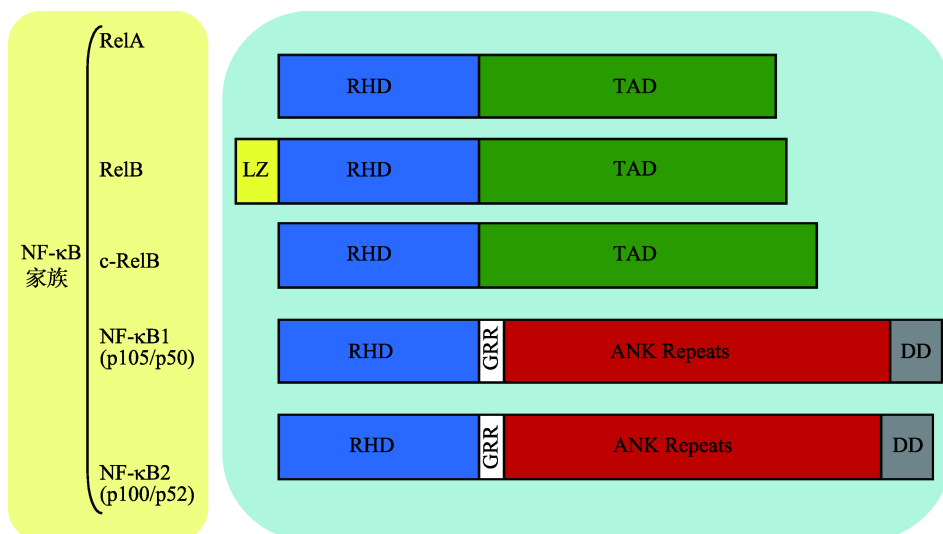 RelA
RHD TAD
RelB
LZ RHD TAD
NF-κB
家族
c-RelB
RHD TAD
NF-κB1
(p105/p50)
RHD GRR ANK Repeats DD
NF-κB2
(p100/p52)
RHD GRR ANK Repcats DD